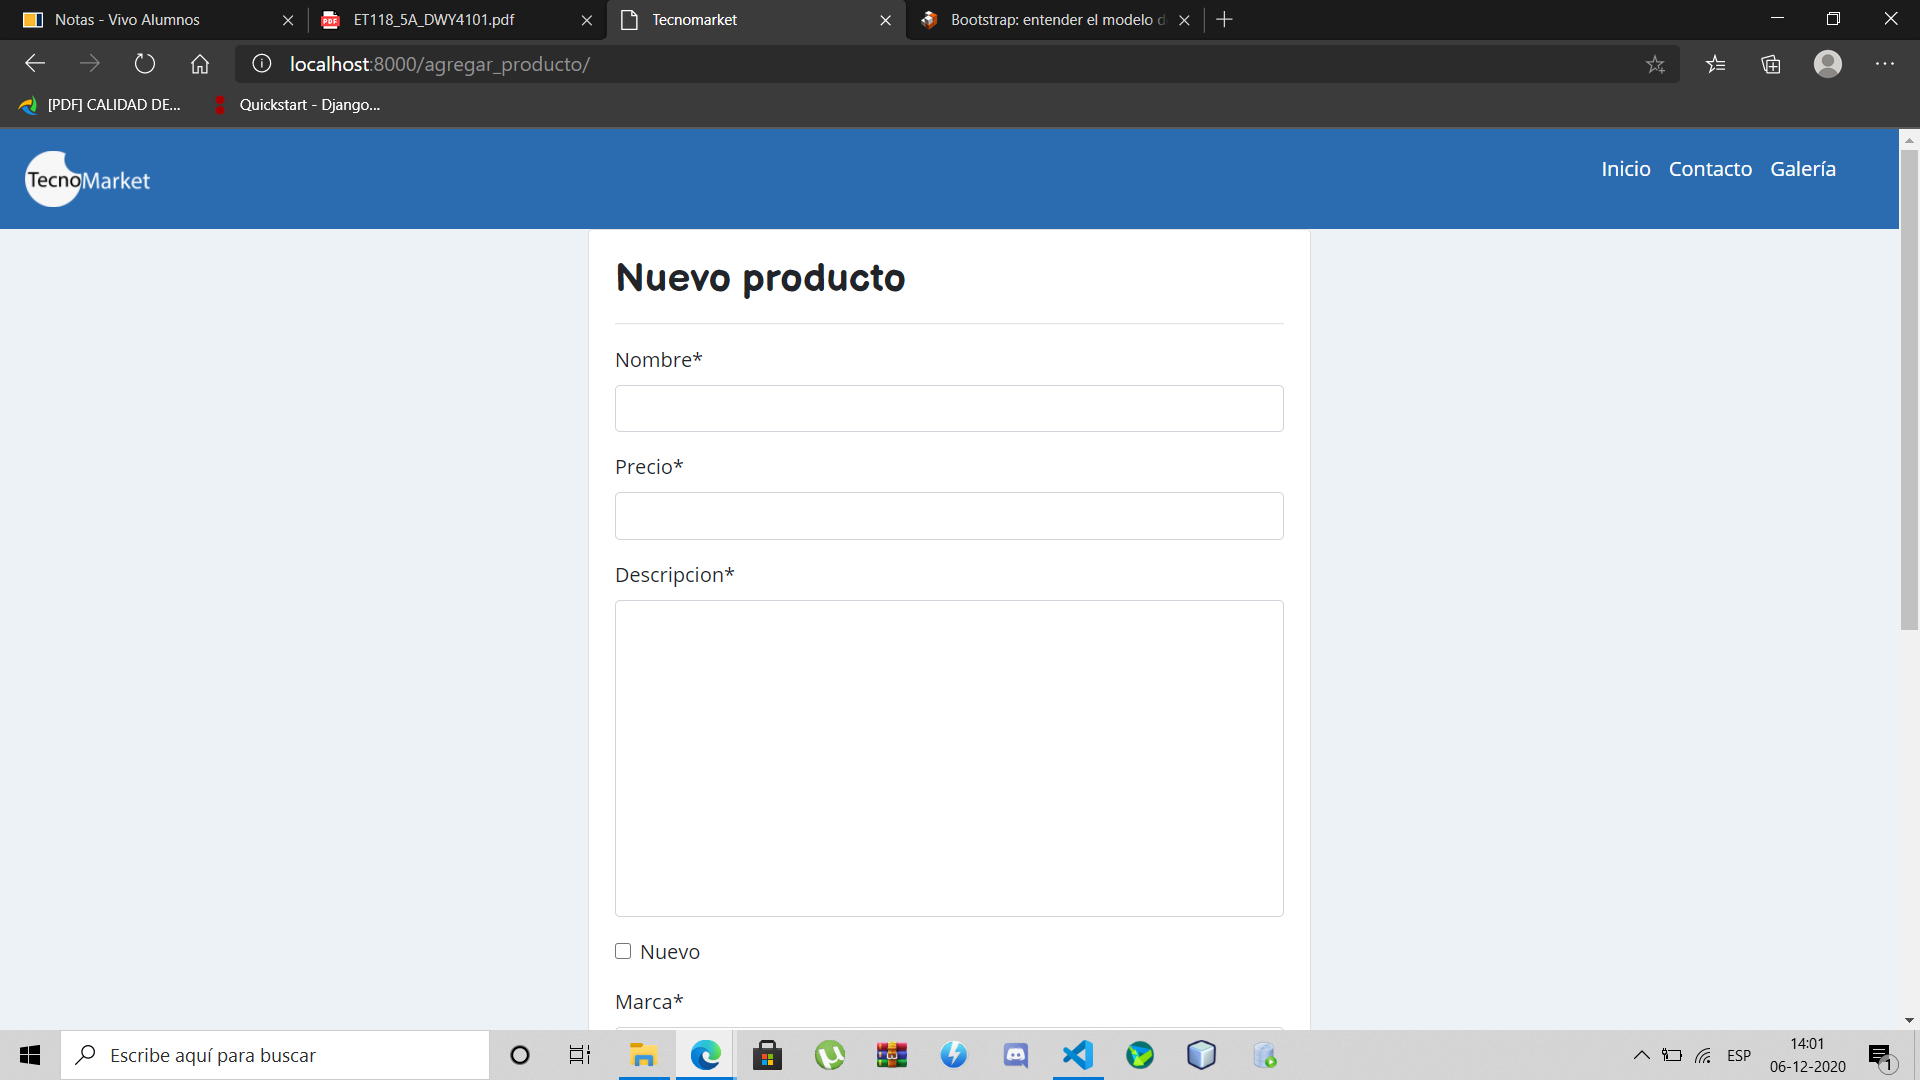 Notas - Vivo Alumnos
ET118_5A_DWY4101.pdf
Tecnomarket
Bootstrap: entender el modelo d
localhost:8000/agregar_producto/
[PDF] CALIDAD DE...
Quickstart - Django...
TecnoMarket
Inicio
Contacto
Galería
Nuevo producto
Nombre*
Precio*
Descripcion*
Nuevo
Marca*
Escribe aquí para buscar
ESP
14:01
06-12-2020
1